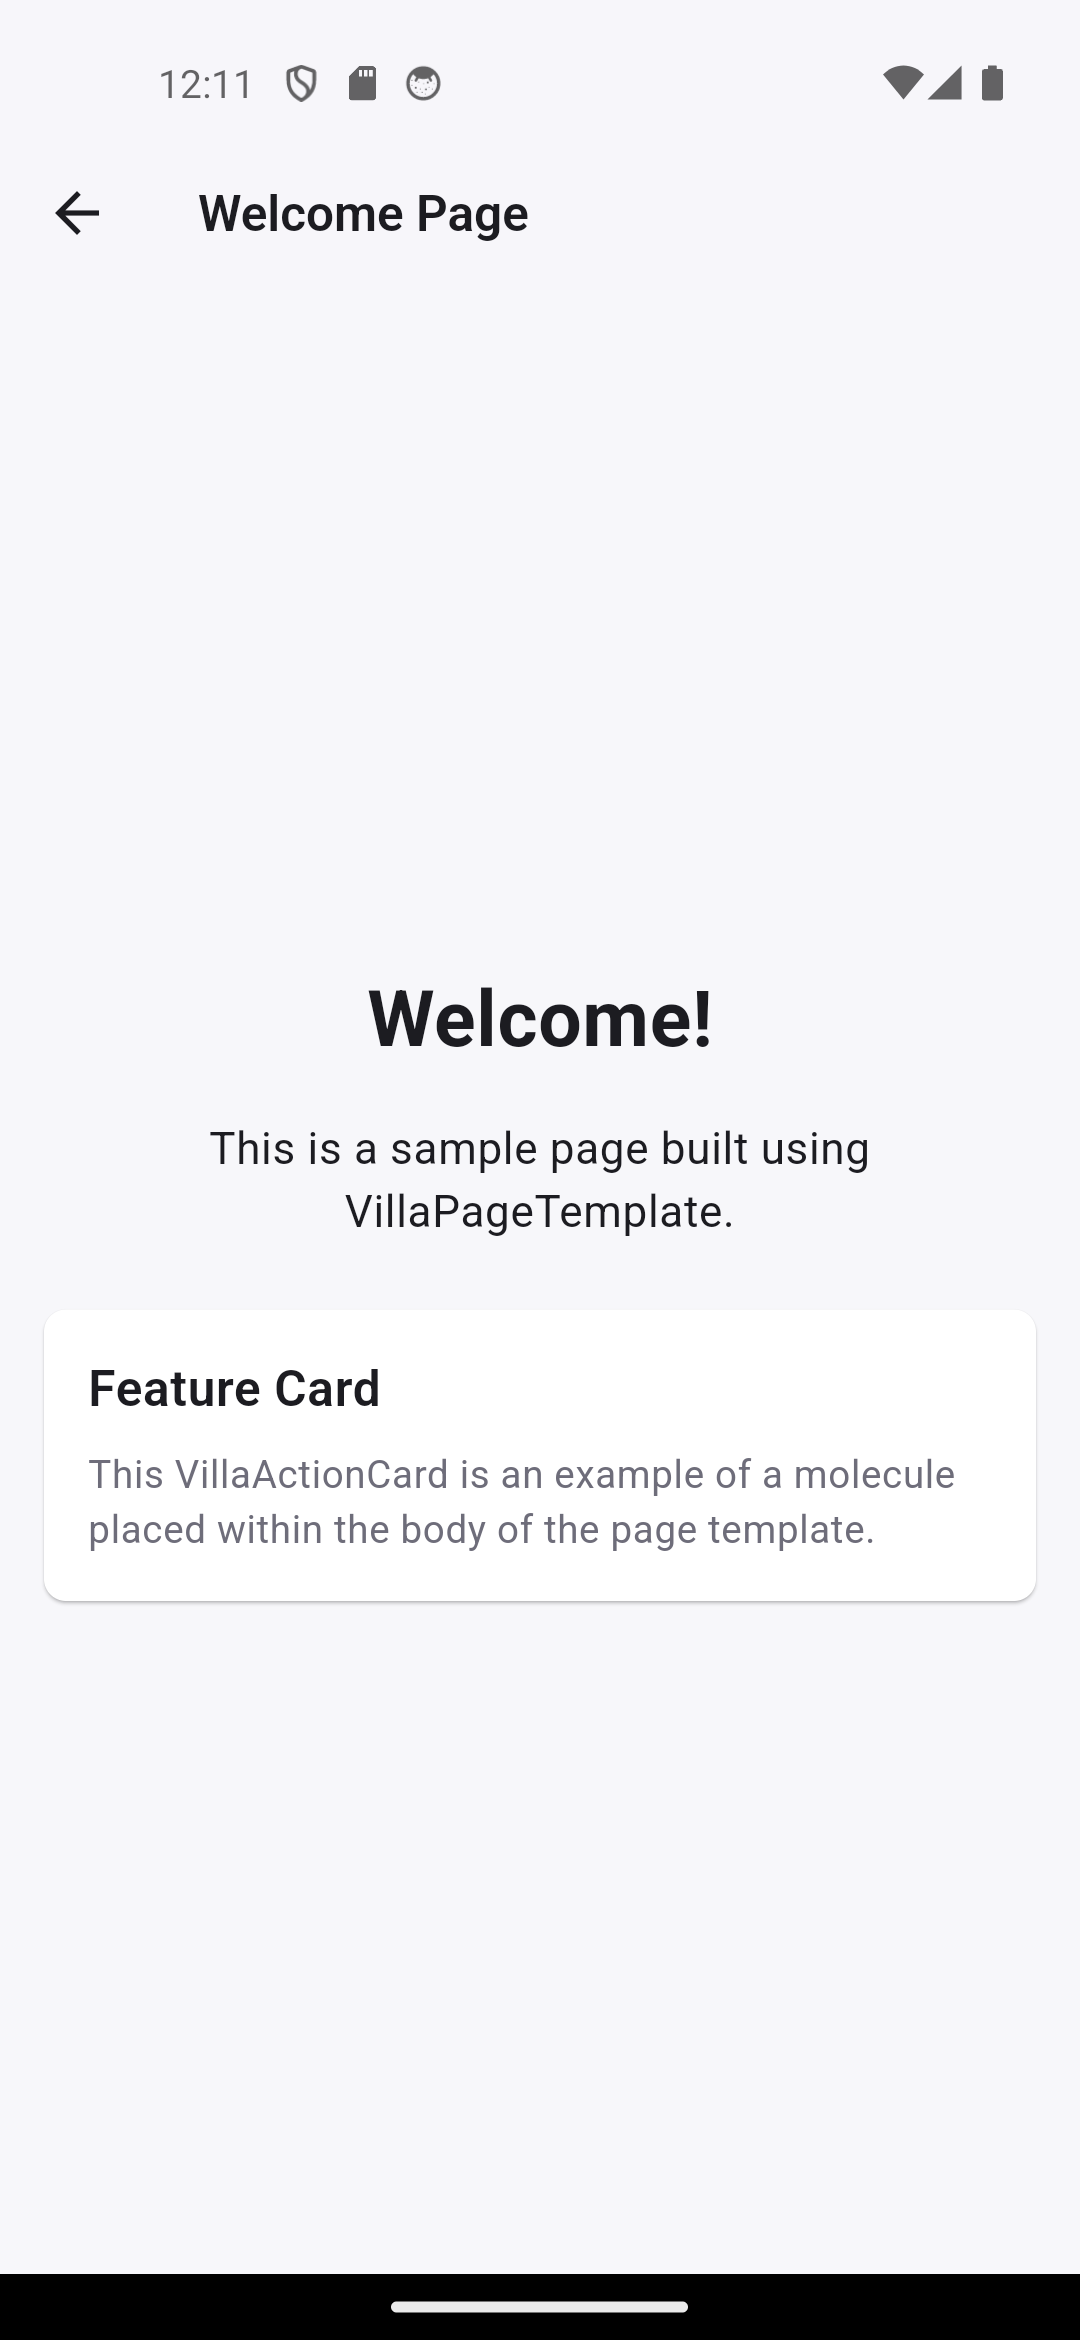 12:11
Welcome Page
Welcome!
This is a sample page built using
VillaPageTemplate.
Feature Card
This VillaActionCard is an example of a molecule
placed within the body of the page template.